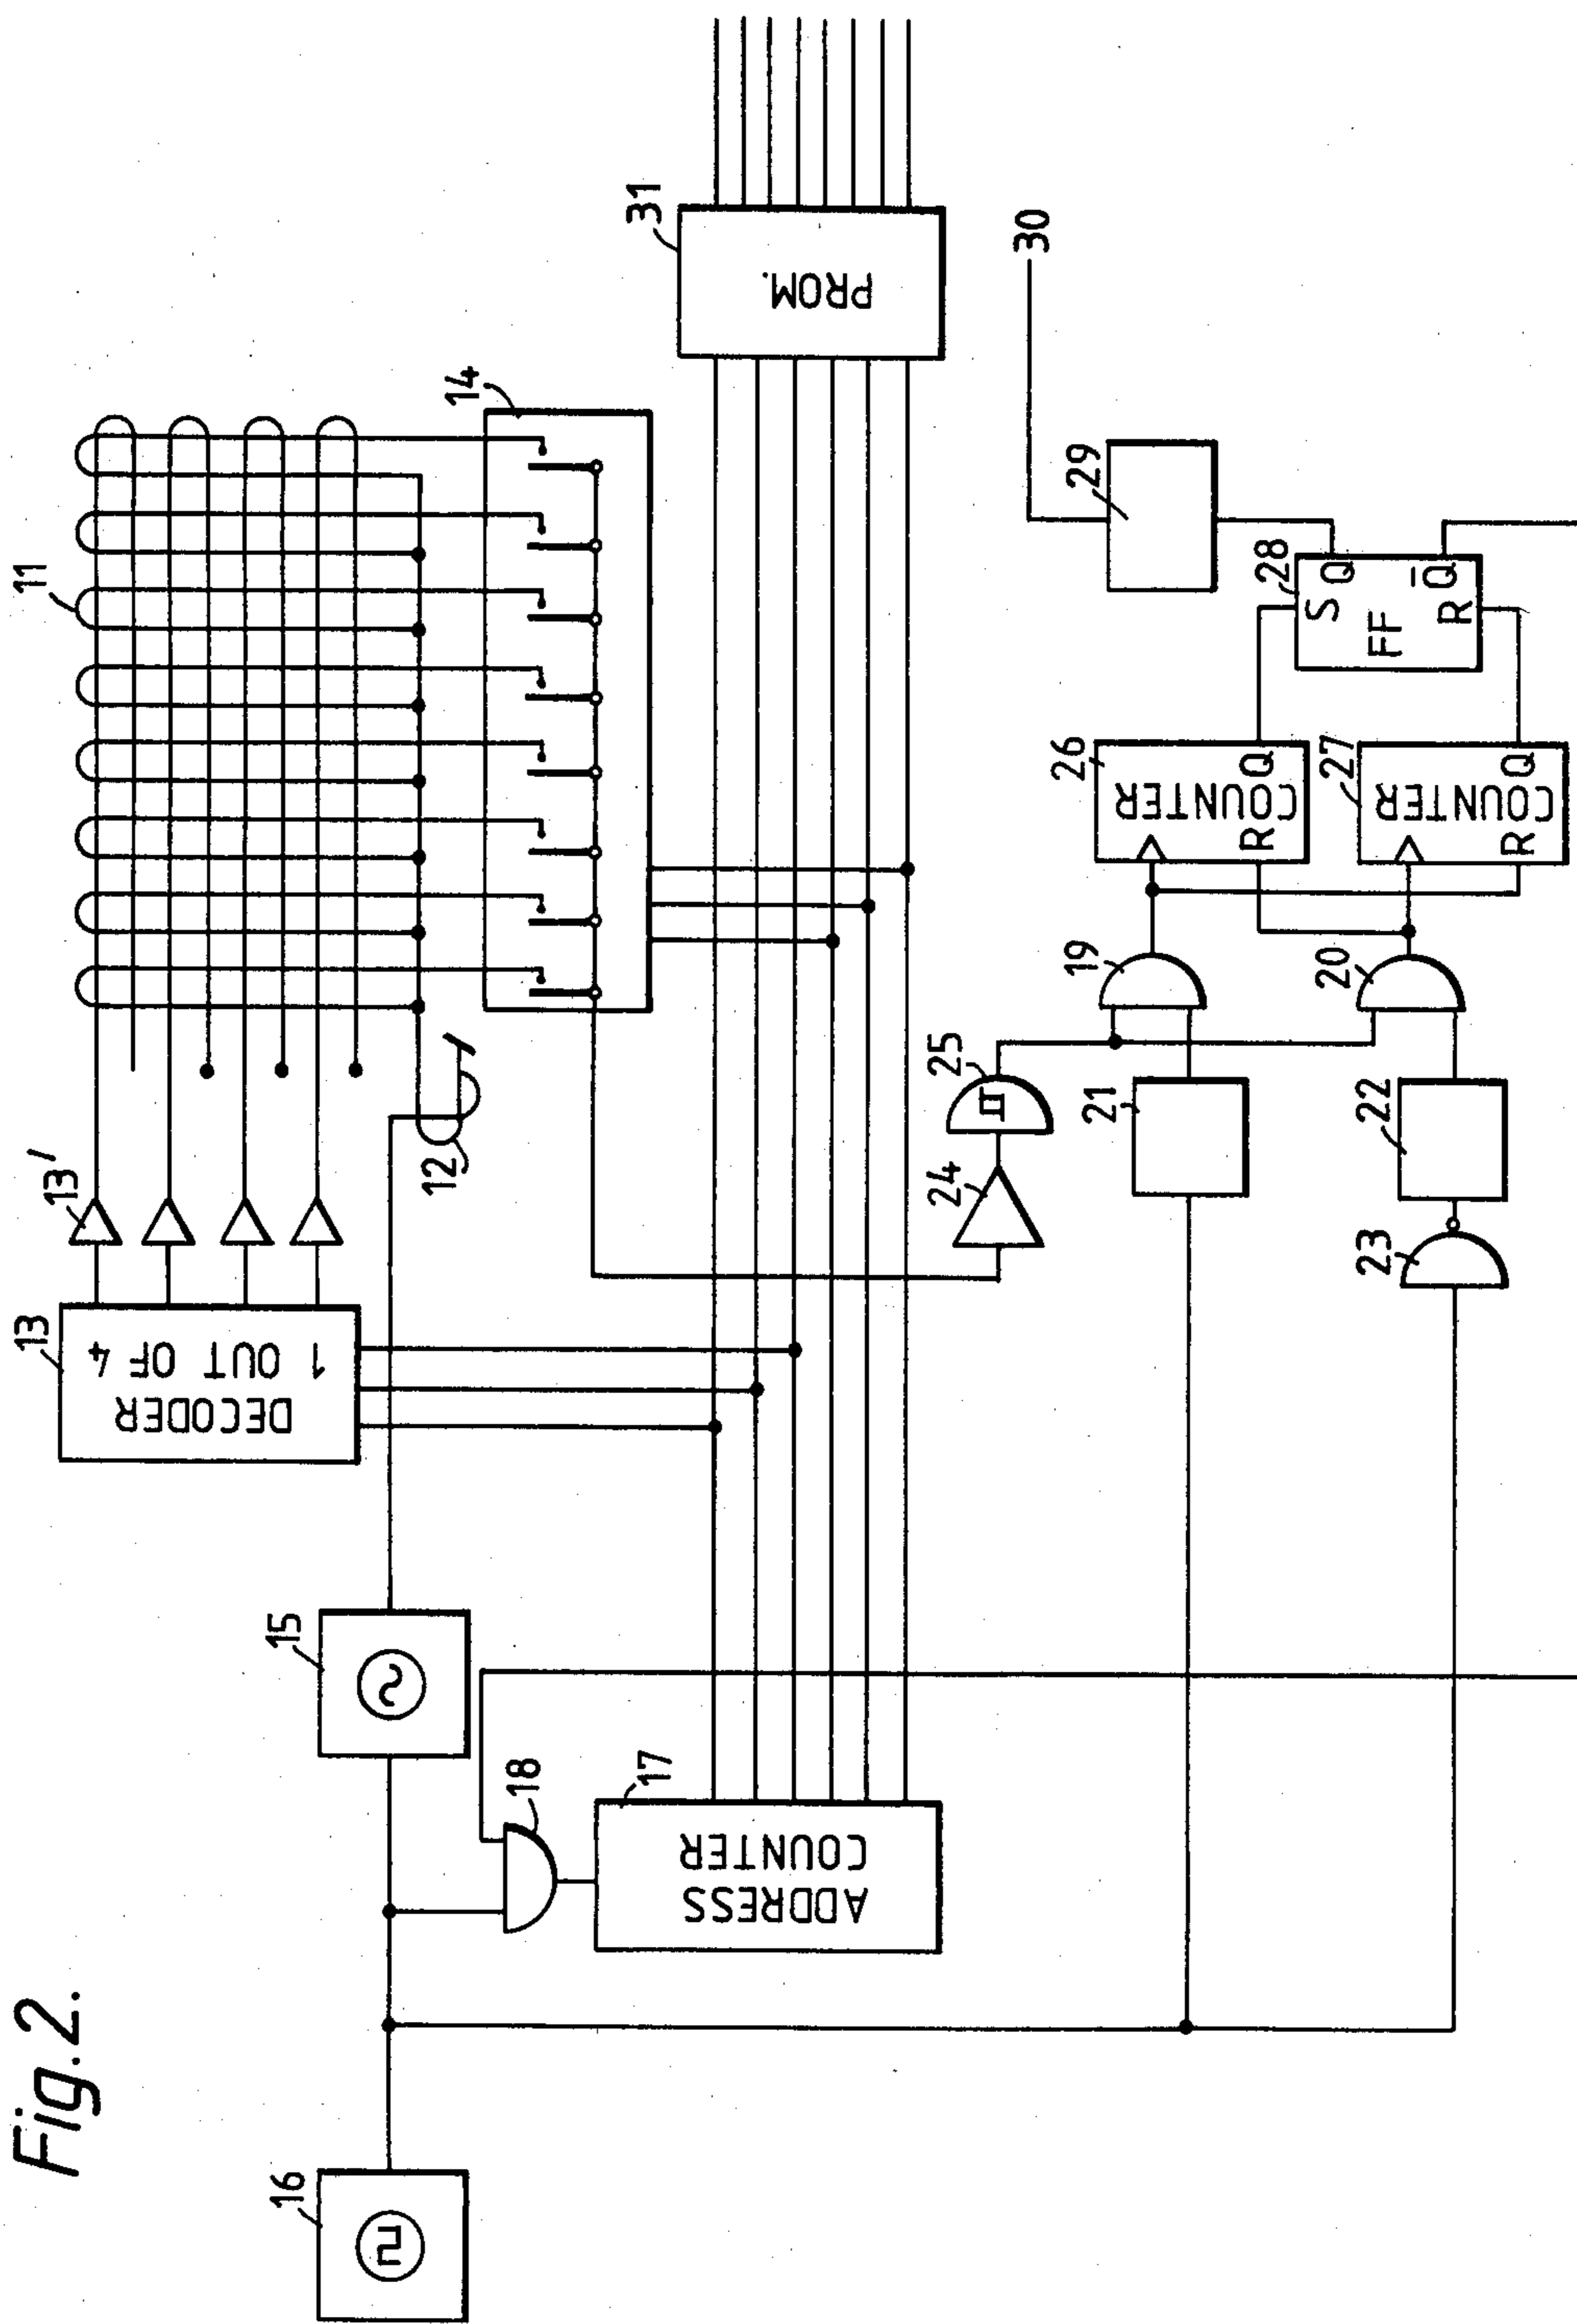 Fig.2.
16
15
18
17
ADDRESS
COUNTER
13
13'
DECODER
1 OUT OF 4
12
11
14
31
PROM.
24
25
23
22
21
19
20
26
COUNTER
R
Q
27
COUNTER
R
Q
28
S
Q
FF
R
Q̄
29
30